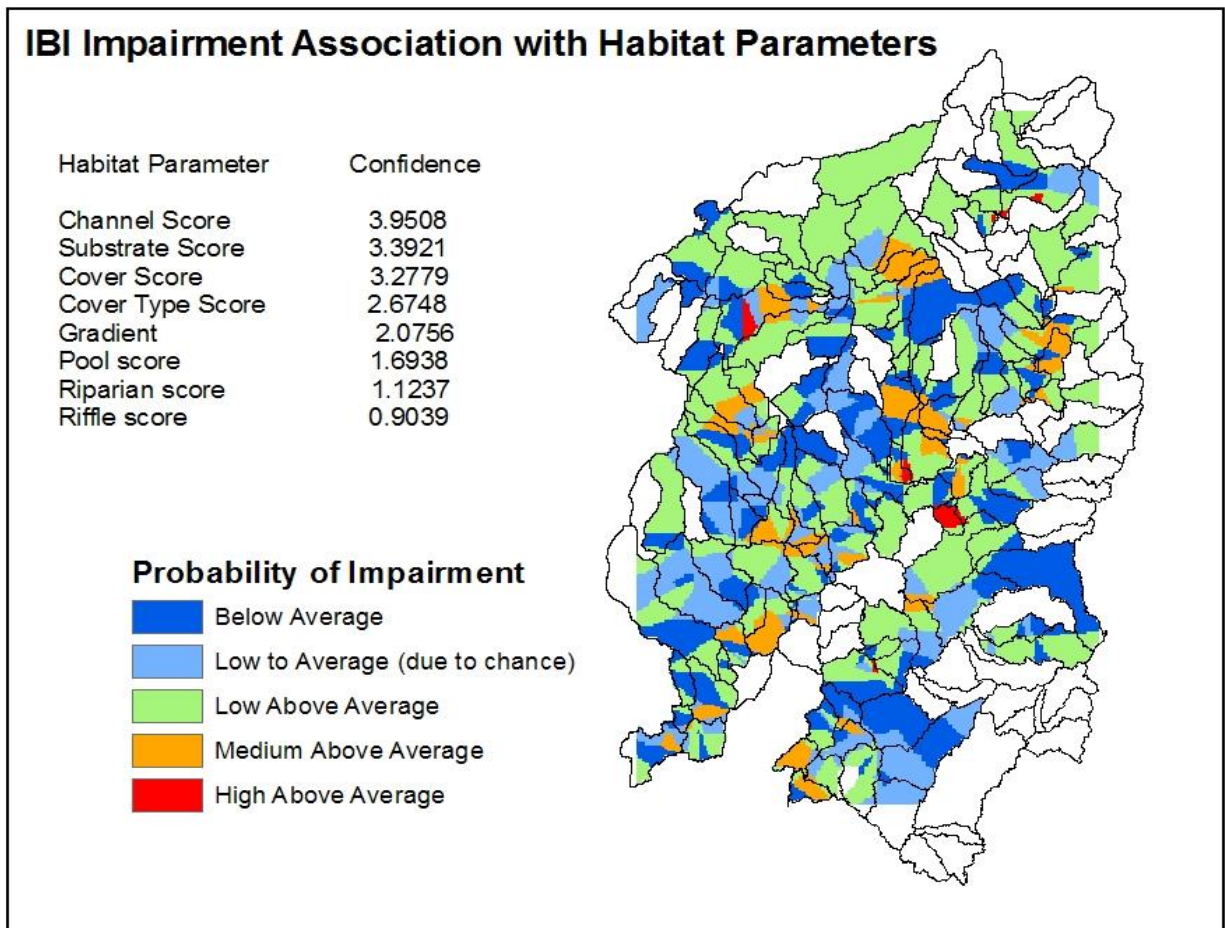 IBI Impairment Association with Habitat Parameters
Habitat Parameter Confidence
Channel Score 3.9508
Substrate Score 3.3921
Cover Score 3.2779
Cover Type Score 2.6748
Gradient 2.0756
Pool score 1.6938
Riparian score 1.1237
Riffle score 0.9039
Probability of Impairment
Below Average
Low to Average (due to chance)
Low Above Average
Medium Above Average
High Above Average